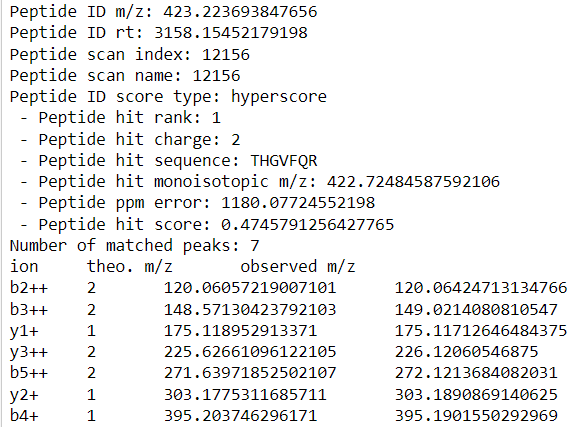 Peptide ID m/z: 423.223693847656
Peptide ID rt: 3158.15452179198
Peptide scan index: 12156
Peptide scan name: 12156
Peptide ID score type: hyperscore
- Peptide hit rank: 1
- Peptide hit charge: 2
- Peptide hit sequence: THGVFQR
- Peptide hit monoisotopic m/z: 422.72484587592106
- Peptide ppm error: 1180.07724552198
- Peptide hit score: 0.4745791256427765
Number of matched peaks: 7
ion theo. m/z observed m/z
b2++ 2 120.06057219007101 120.06424713134766
b3++ 2 148.57130423792103 149.0214080810547
y1+ 1 175.118952913371 175.11712646484375
y3++ 2 225.62661096122105 226.12060546875
b5++ 2 271.63971852502107 272.1213684082031
y2+ 1 303.1775311685711 303.1890869140625
b4+ 1 395.203746296171 395.1901550292969